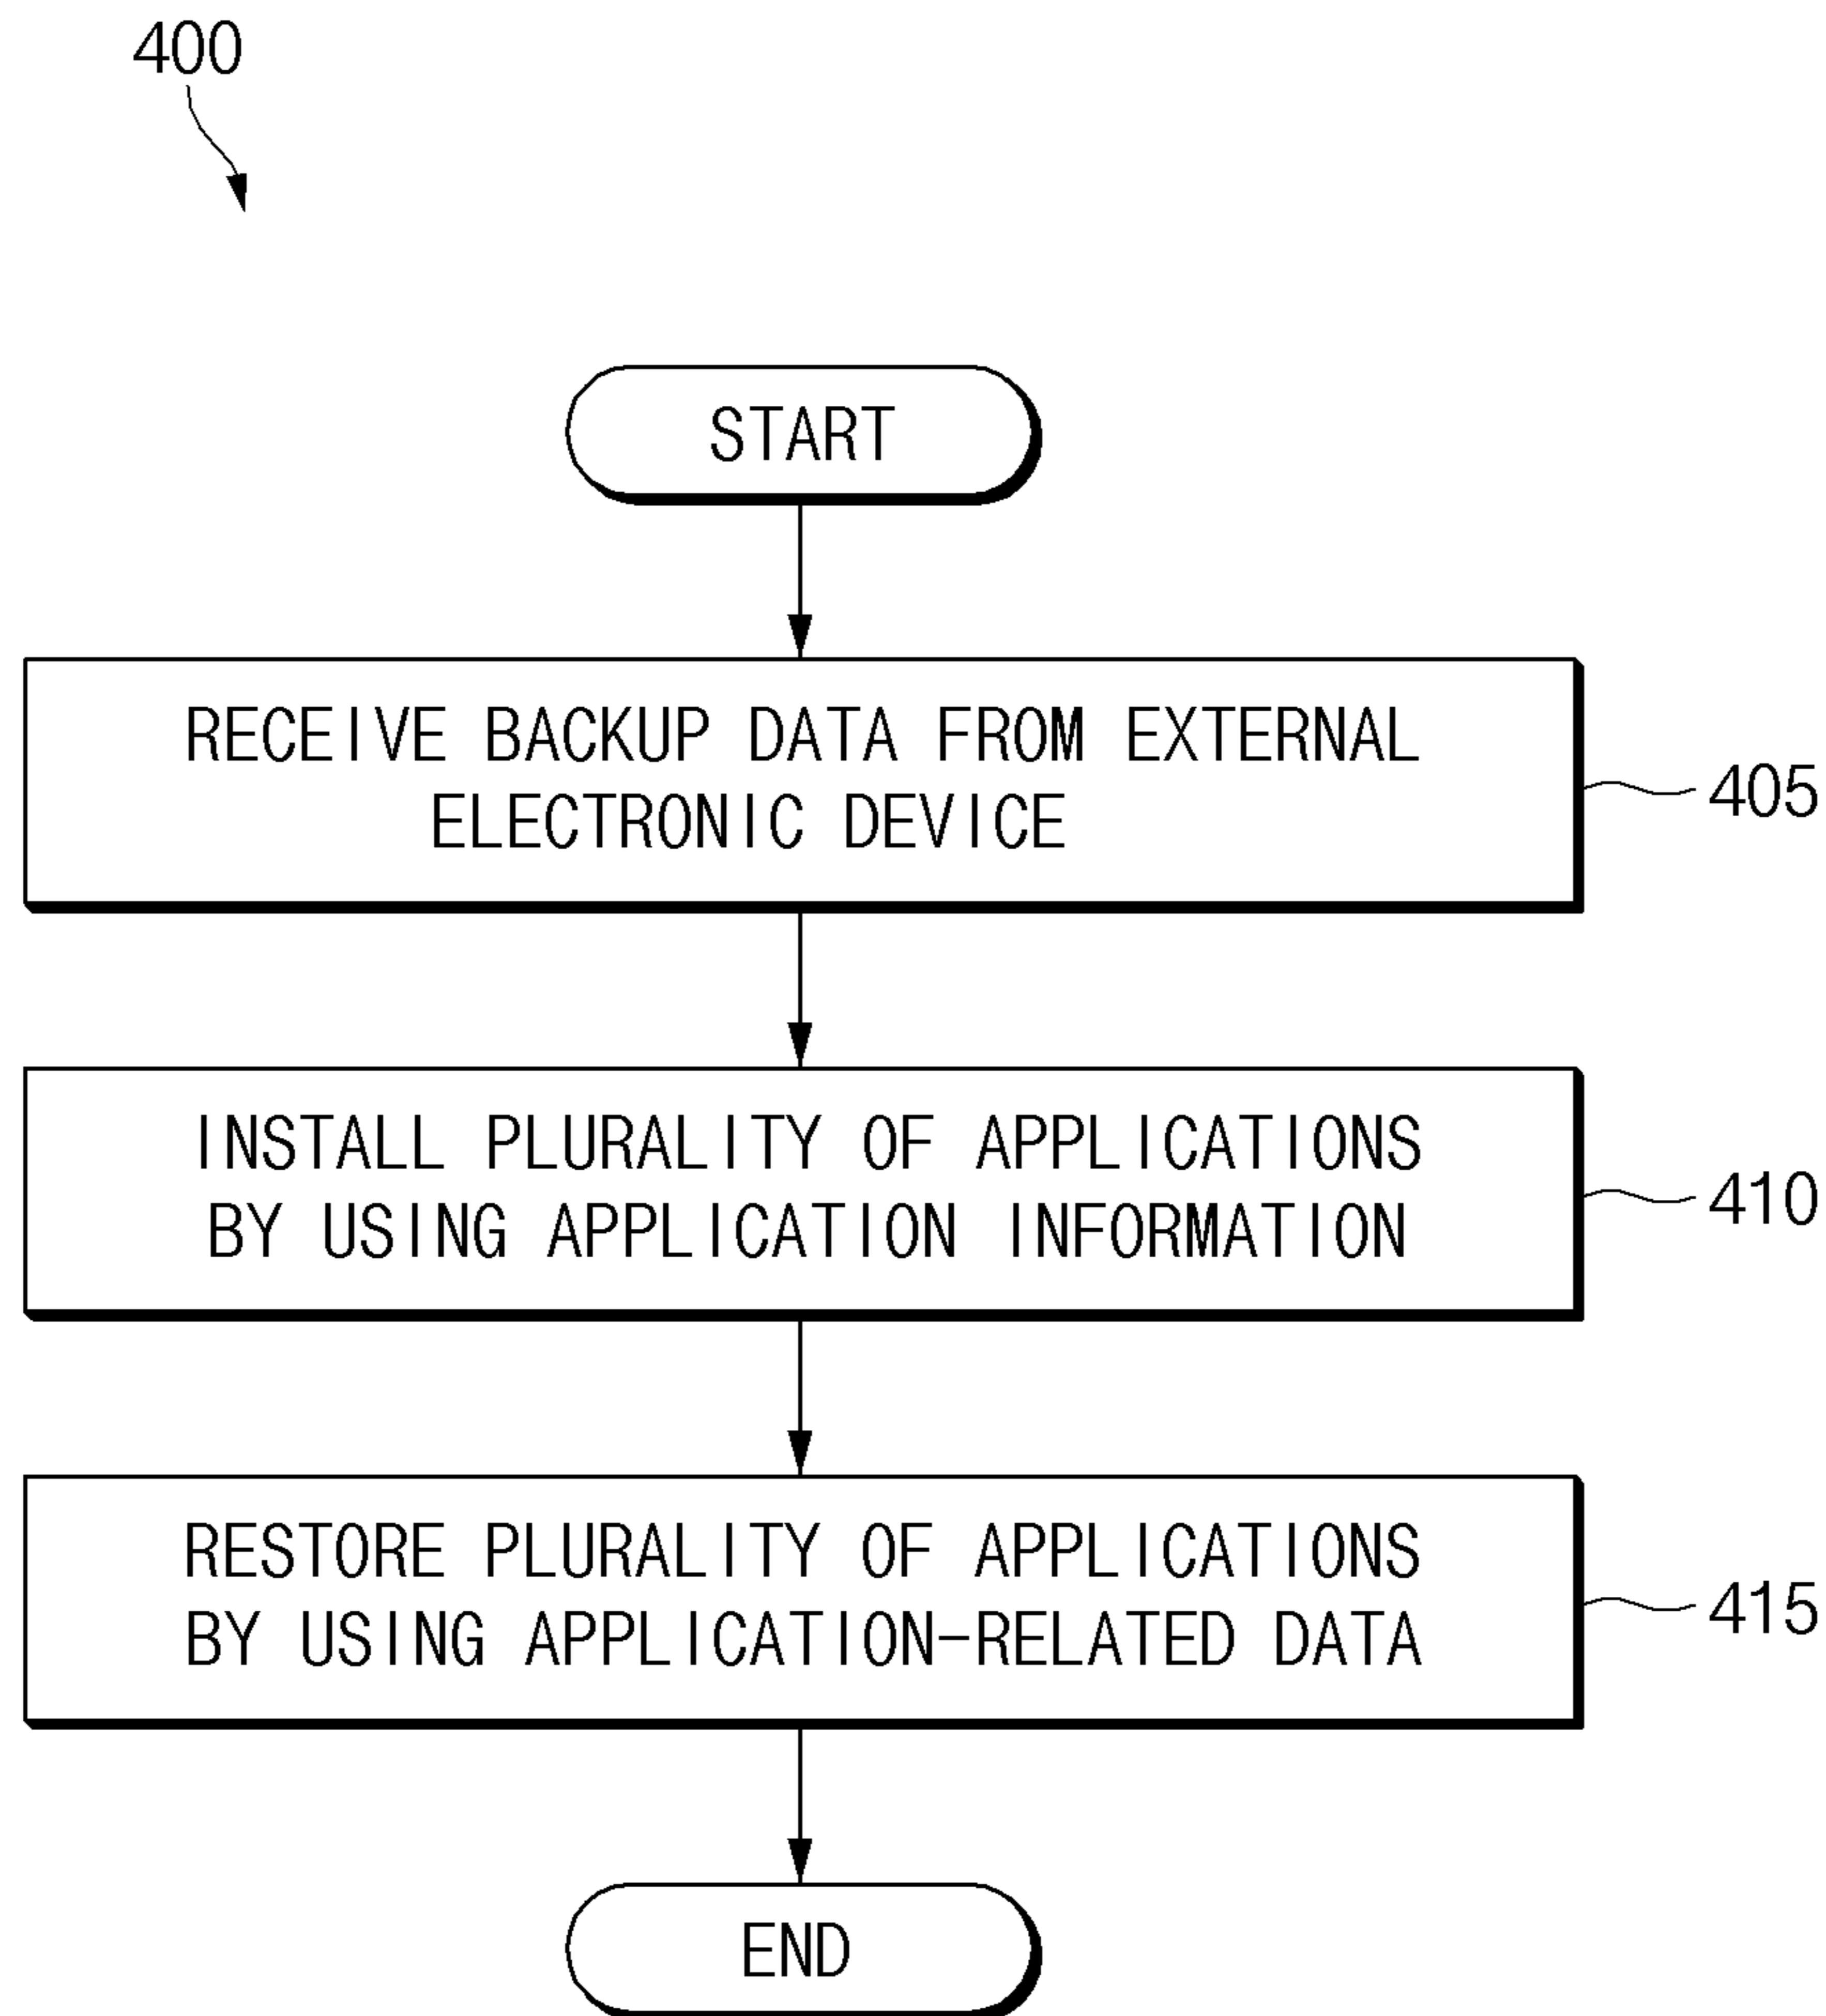 400
START
RECEIVE BACKUP DATA FROM EXTERNAL
ELECTRONIC DEVICE
405
INSTALL PLURALITY OF APPLICATIONS
BY USING APPLICATION INFORMATION
410
RESTORE PLURALITY OF APPLICATIONS
BY USING APPLICATION-RELATED DATA
415
END